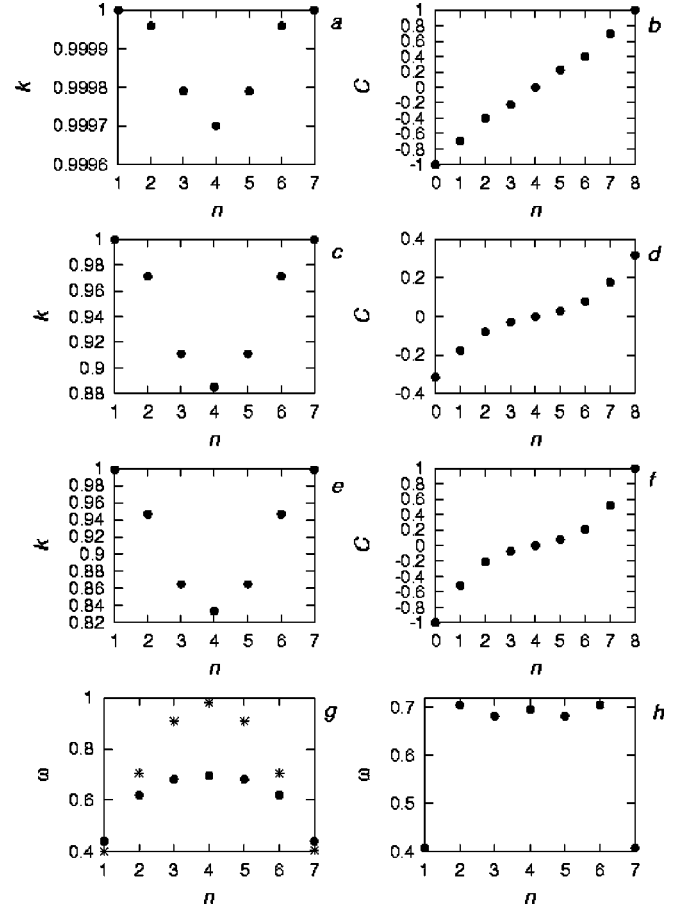 1
0.9999
0.9998
0.9997
0.9996
k
1 2 3 4 5 6 7
n
a
1
0.8
0.6
0.4
0.2
0
-0.2
-0.4
-0.6
-0.8
-1
C
0 1 2 3 4 5 6 7 8
n
b
1
0.98
0.96
0.94
0.92
0.9
0.88
k
1 2 3 4 5 6 7
n
c
0.4
0.2
0
-0.2
-0.4
C
0 1 2 3 4 5 6 7 8
n
d
1
0.98
0.96
0.94
0.92
0.9
0.88
0.86
0.84
0.82
k
1 2 3 4 5 6 7
n
e
1
0.8
0.6
0.4
0.2
0
-0.2
-0.4
-0.6
-0.8
-1
C
0 1 2 3 4 5 6 7 8
n
f
1
0.8
0.6
0.4
ω
1 2 3 4 5 6 7
n
g
0.7
0.6
0.5
0.4
ω
1 2 3 4 5 6 7
n
h